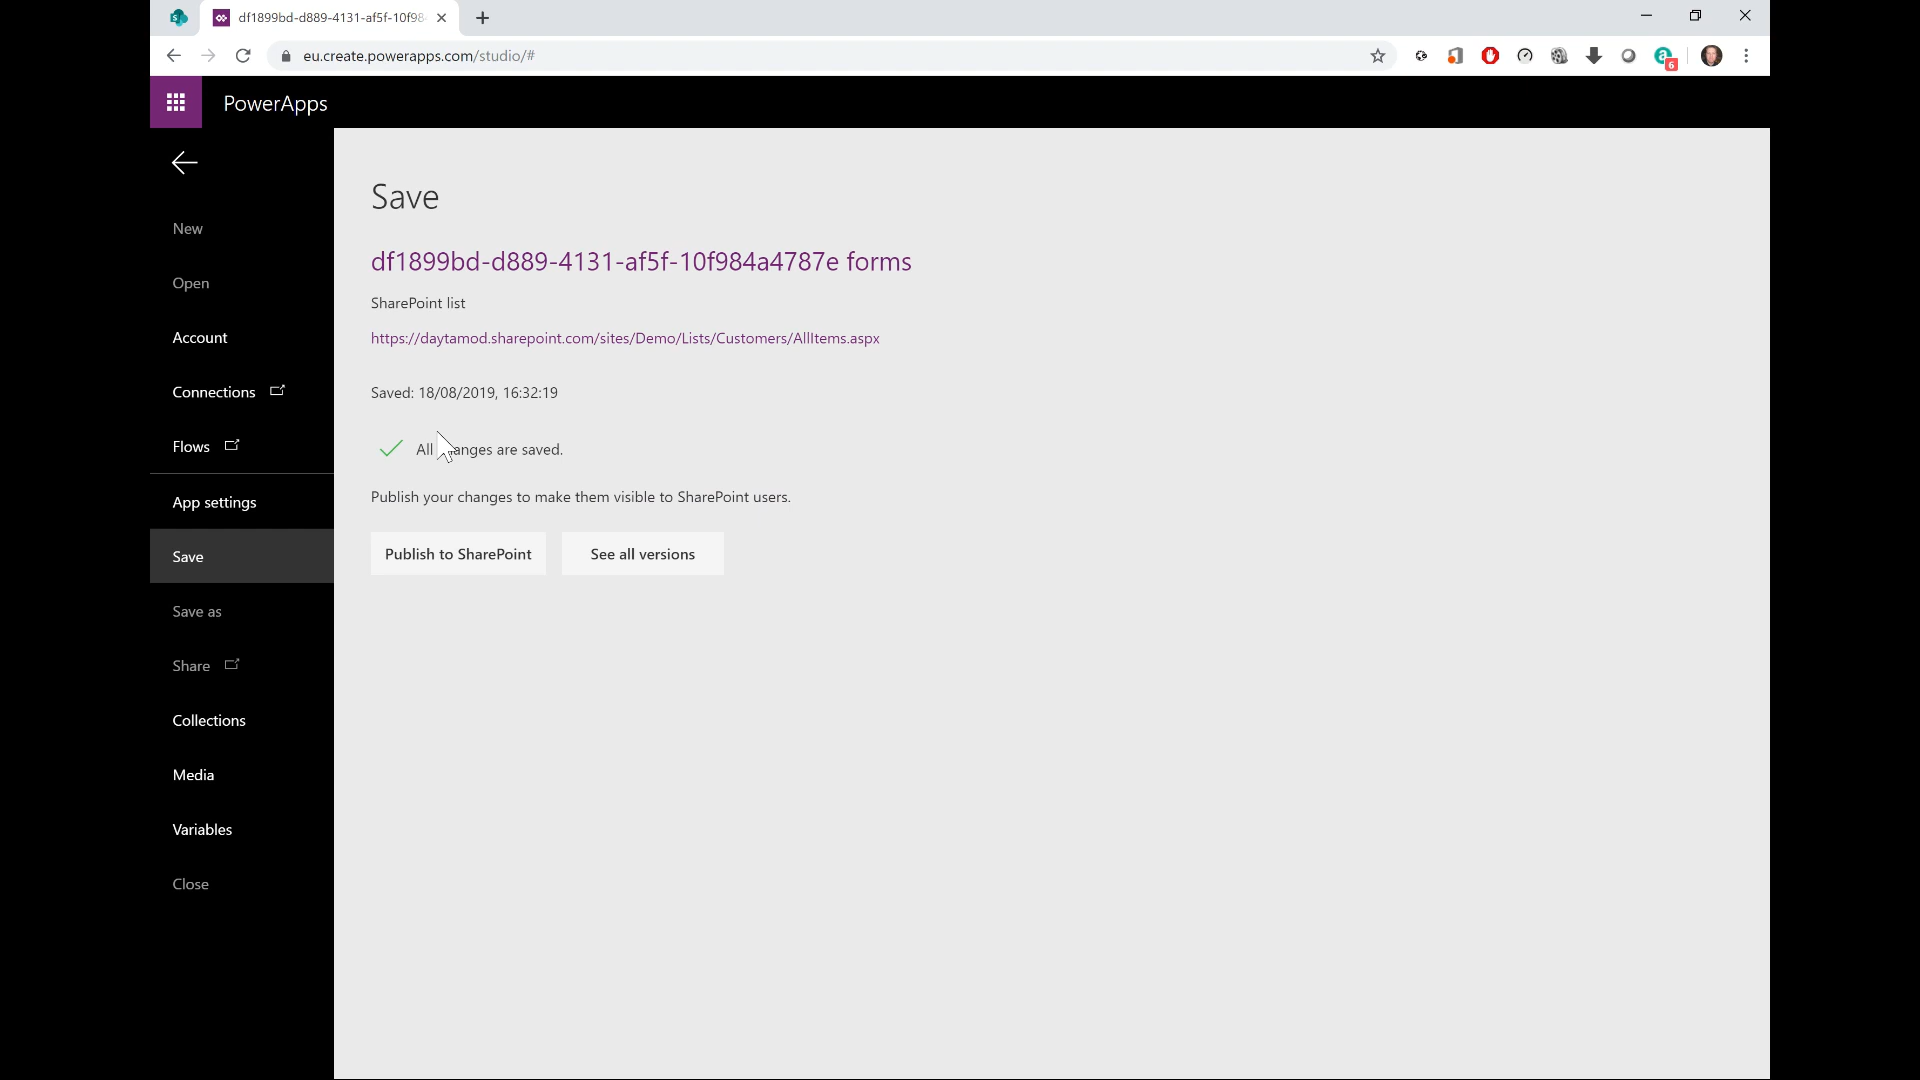 df1899bd-d889-4131-af5f-10f98
eu.create.powerapps.com/studio/#
6
PowerApps
Save
New
df1899bd-d889-4131-af5f-10f984a4787e forms
Open
SharePoint list
Account
https://daytamod.sharepoint.com/sites/Demo/Lists/Customers/AllItems.aspx
Connections
Saved: 18/08/2019, 16:32:19
Flows
All anges are saved.
Publish your changes to make them visible to SharePoint users.
App settings
Save
Publish to SharePoint
See all versions
Save as
Share
Collections
Media
Variables
Close